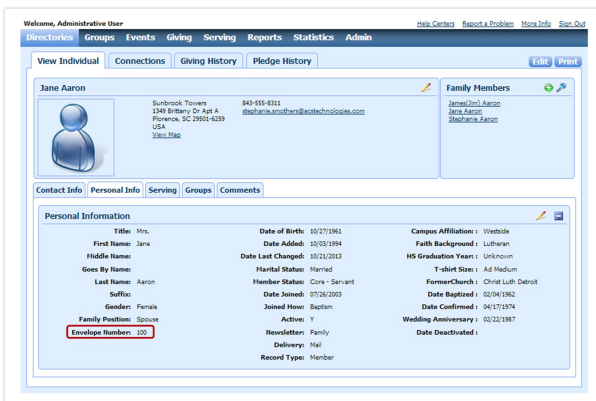 Welcome, Administrative User
Help Centers Report a Problem More Info Sign Out
Directories Groups Events Giving Serving Reports Statistics Admin
View Individual Connections Giving History Pledge History
Edit Print
Jane Aaron
Sunbrook Towers
1349 Brittany Dr Apt A
Florence, SC 29501-6259
USA
View Map
843-555-8311
stephanie.smothers@acstechnologies.com
Family Members
James(Jim) Aaron
Jane Aaron
Stephanie Aaron
Contact Info Personal Info Serving Groups Comments
Personal Information
Title: Mrs.
First Name: Jane
Middle Name:
Goes By Name:
Last Name: Aaron
Suffix:
Gender: Female
Family Position: Spouse
Envelope Number: 100
Date of Birth: 10/27/1961
Date Added: 10/03/1994
Date Last Changed: 10/21/2013
Marital Status: Married
Member Status: Core - Servant
Date Joined: 07/26/2003
Joined How: Baptism
Active: Y
Newsletter: Family
Delivery: Mail
Record Type: Member
Campus Affiliation: : Westside
Faith Background : Lutheran
HS Graduation Year: : Unknown
T-shirt Size: : Ad Medium
FormerChurch : Christ Luth Detroit
Date Baptized : 02/04/1962
Date Confirmed : 04/17/1974
Wedding Anniversary : 02/22/1987
Date Deactivated :